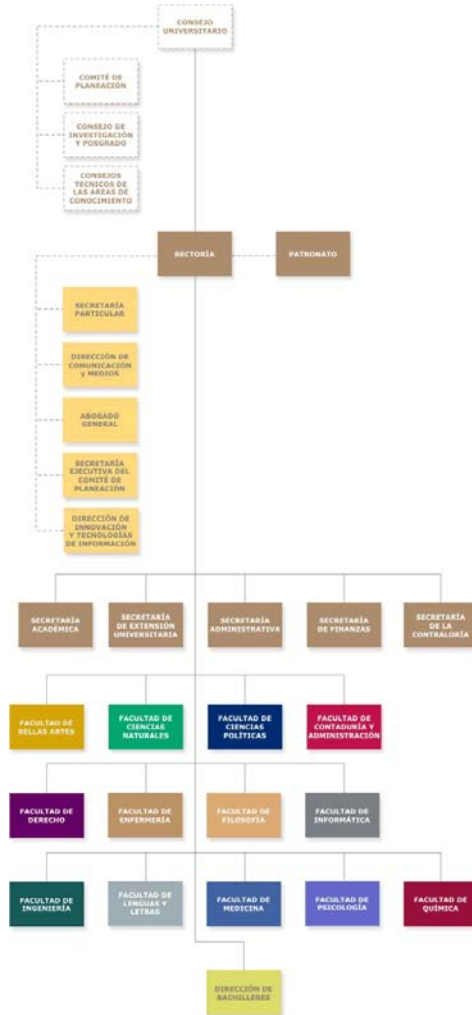 CONSEJO
UNIVERSITARIO
COMITÉ DE
PLANEACIÓN
CONSEJO DE
INVESTIGACIÓN
Y POSGRADO
CONSEJOS
TÉCNICOS DE
LAS AREAS DE
CONOCIMIENTO
RECTORÍA
PATRONATO
SECRETARÍA
PARTICULAR
DIRECCIÓN DE
COMUNICACIÓN
y MEDIOS
ABOGADO
GENERAL
SECRETARÍA
EJECUTIVA DEL
COMITÉ DE
PLANEACIÓN
DIRECCIÓN DE
INNOVACIÓN
Y TECNOLOGÍAS
DE INFORMACIÓN
SECRETARÍA
ACADÉMICA
SECRETARÍA
DE EXTENSIÓN
UNIVERSITARIA
SECRETARÍA
ADMINISTRATIVA
SECRETARÍA
DE FINANZAS
SECRETARÍA
DE LA
CONTRALORÍA
FACULTAD DE
BELLAS ARTES
FACULTAD DE
CIENCIAS
NATURALES
FACULTAD DE
CIENCIAS
POLÍTICAS
FACULTAD DE
CONTADURÍA Y
ADMINISTRACIÓN
FACULTAD DE
DERECHO
FACULTAD DE
ENFERMERÍA
FACULTAD DE
FILOSOFÍA
FACULTAD DE
INFORMÁTICA
FACULTAD DE
INGENIERÍA
FACULTAD DE
LENGUAS Y
LETRAS
FACULTAD DE
MEDICINA
FACULTAD DE
PSICOLOGÍA
FACULTAD DE
QUÍMICA
DIRECCIÓN DE
BACHILLERES